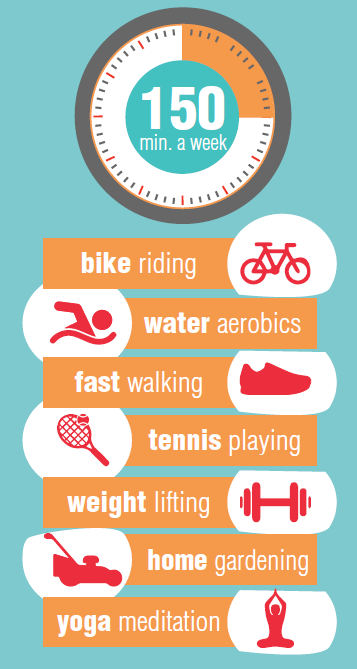 150
min. a week
bike riding
water aerobics
fast walking
tennis playing
weight lifting
home gardening
yoga meditation